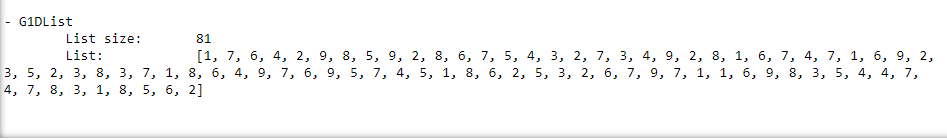 - G1DList
List size: 81
List: [1, 7, 6, 4, 2, 9, 8, 5, 9, 2, 8, 6, 7, 5, 4, 3, 2, 7, 3, 4, 9, 2, 8, 1, 6, 7, 4, 7, 1, 6, 9, 2,
3, 5, 2, 3, 8, 3, 7, 1, 8, 6, 4, 9, 7, 6, 9, 5, 7, 4, 5, 1, 8, 6, 2, 5, 3, 2, 6, 7, 9, 7, 1, 1, 6, 9, 8, 3, 5, 4, 4, 7,
4, 7, 8, 3, 1, 8, 5, 6, 2]